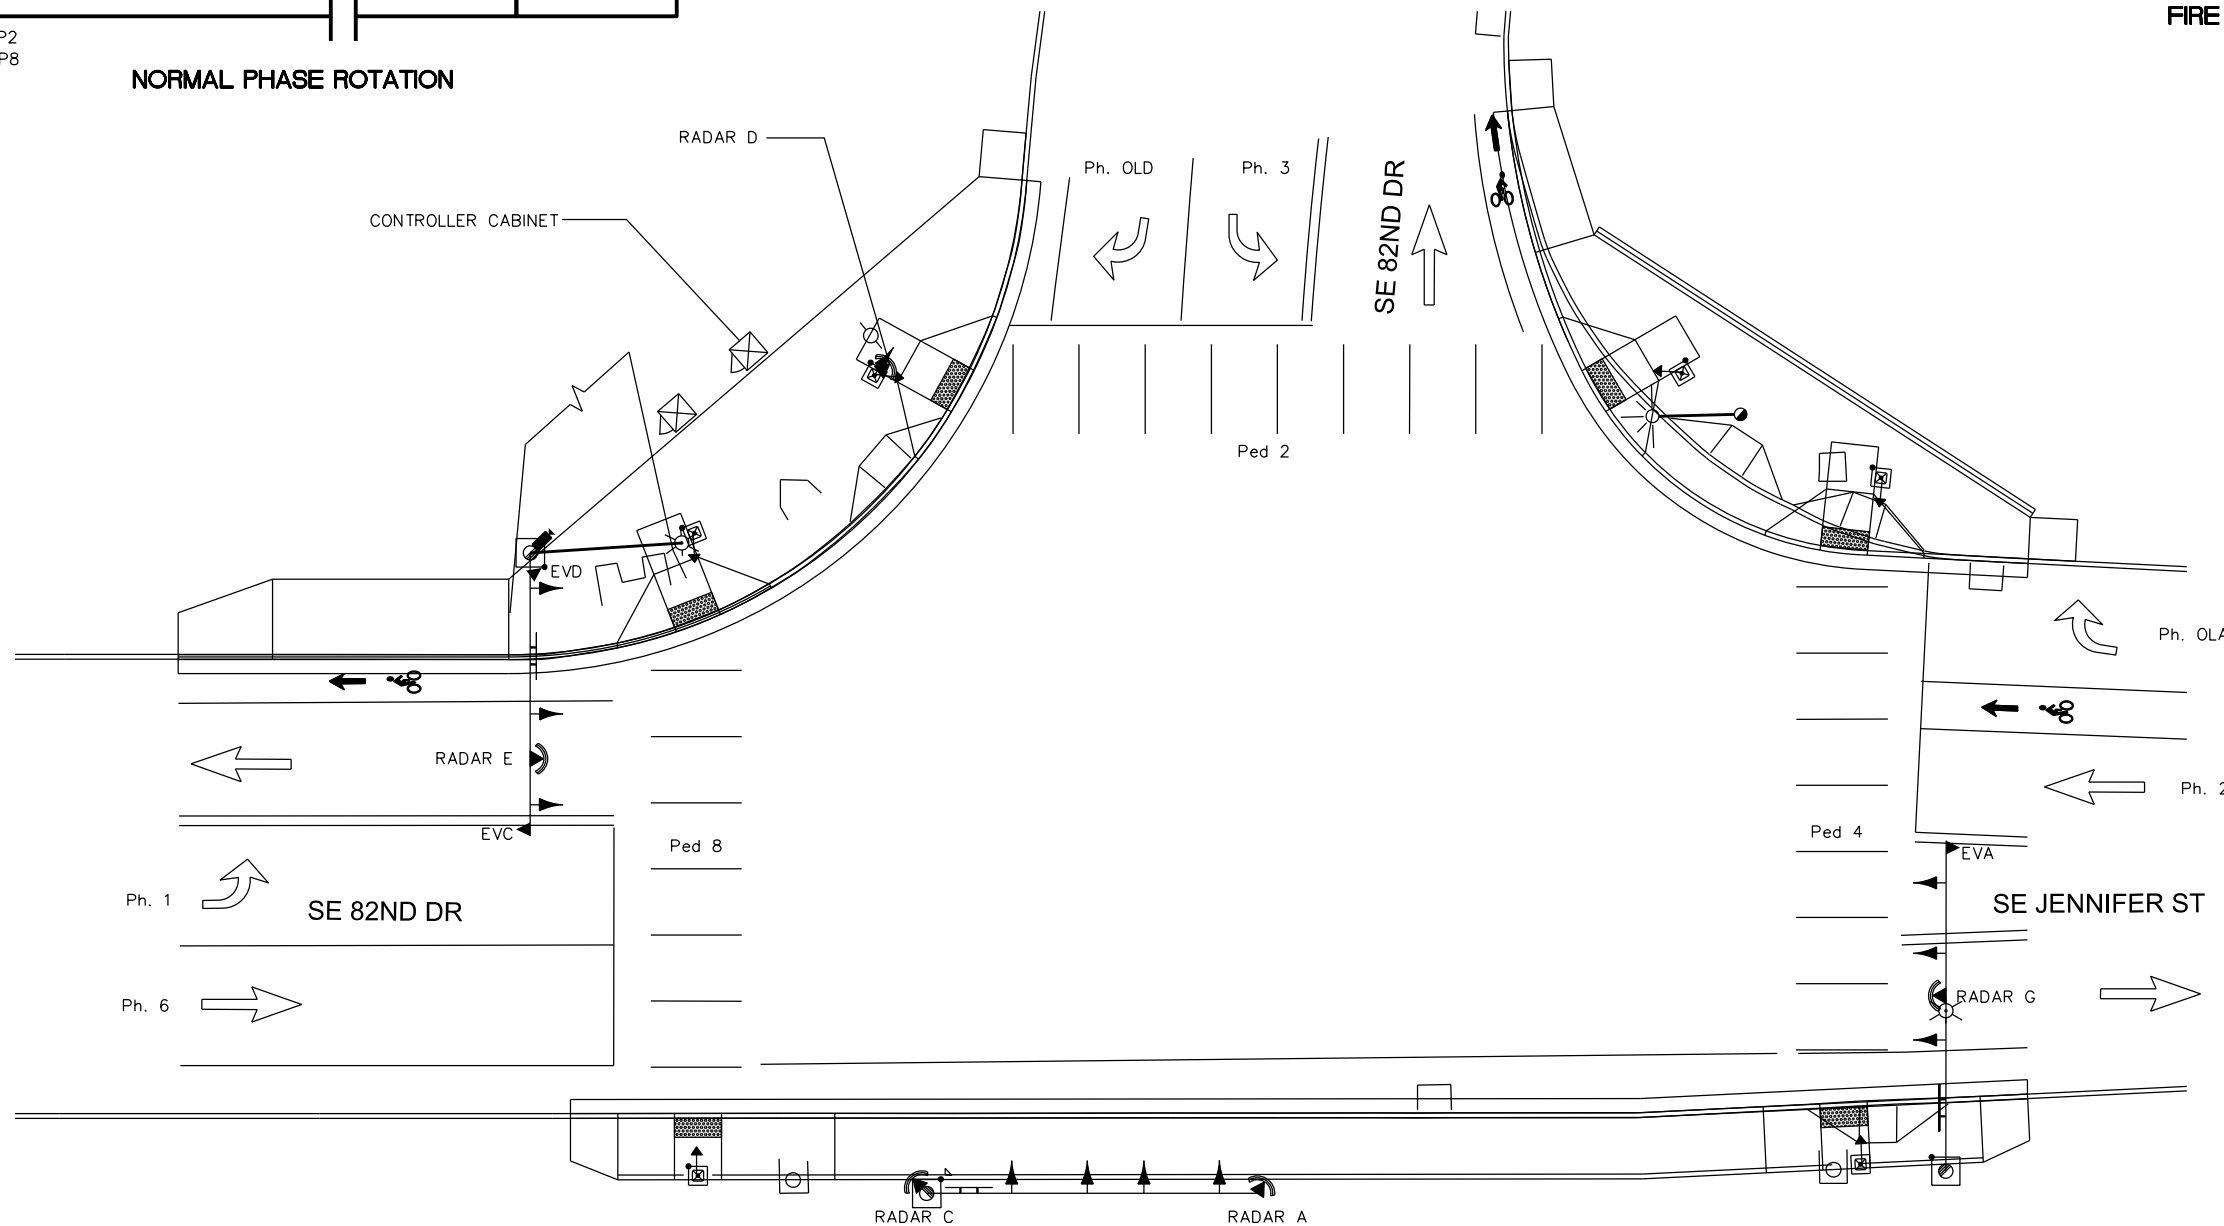 FIRE
P2
P8
NORMAL PHASE ROTATION
RADAR D
Ph. OLD
Ph. 3
SE 82ND DR
CONTROLLER CABINET
Ped 2
EVD
Ph. OLA
RADAR E
Ph. 2
EVC
Ped 8
Ped 4
EVA
Ph. 1
SE 82ND DR
SE JENNIFER ST
Ph. 6
RADAR G
RADAR C
RADAR A